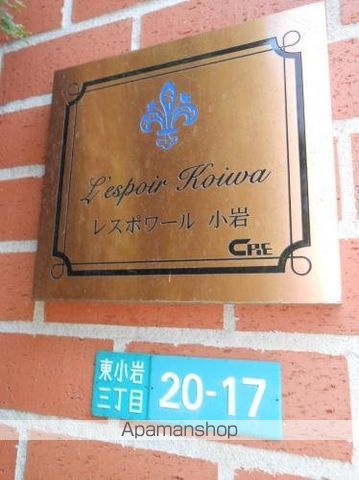 L'espoir Koiwa
レスポワール 小岩
CRE
東小岩
三丁目
20-17
Apamanshop